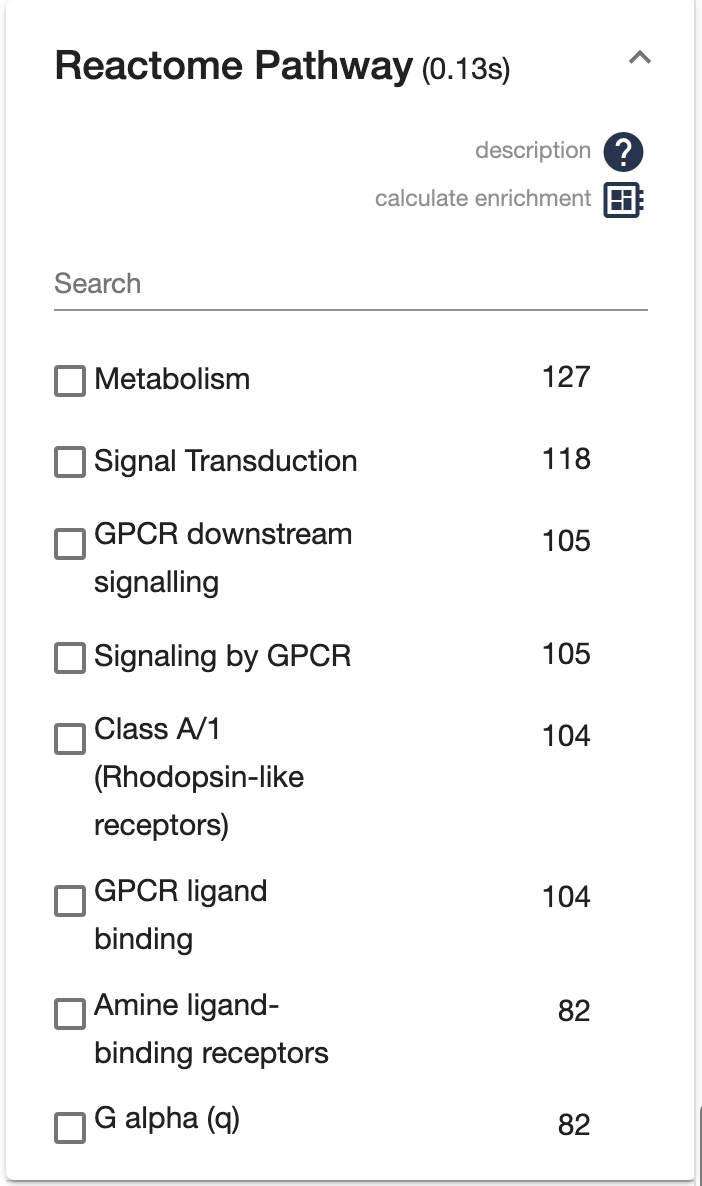 Reactome Pathway (0.13s)
description ?
calculate enrichment
Search
Metabolism 127
Signal Transduction 118
GPCR downstream 105
signalling
Signaling by GPCR 105
Class A/1 104
(Rhodopsin-like
receptors)
GPCR ligand 104
binding
Amine ligand- 82
binding receptors
G alpha (q) 82